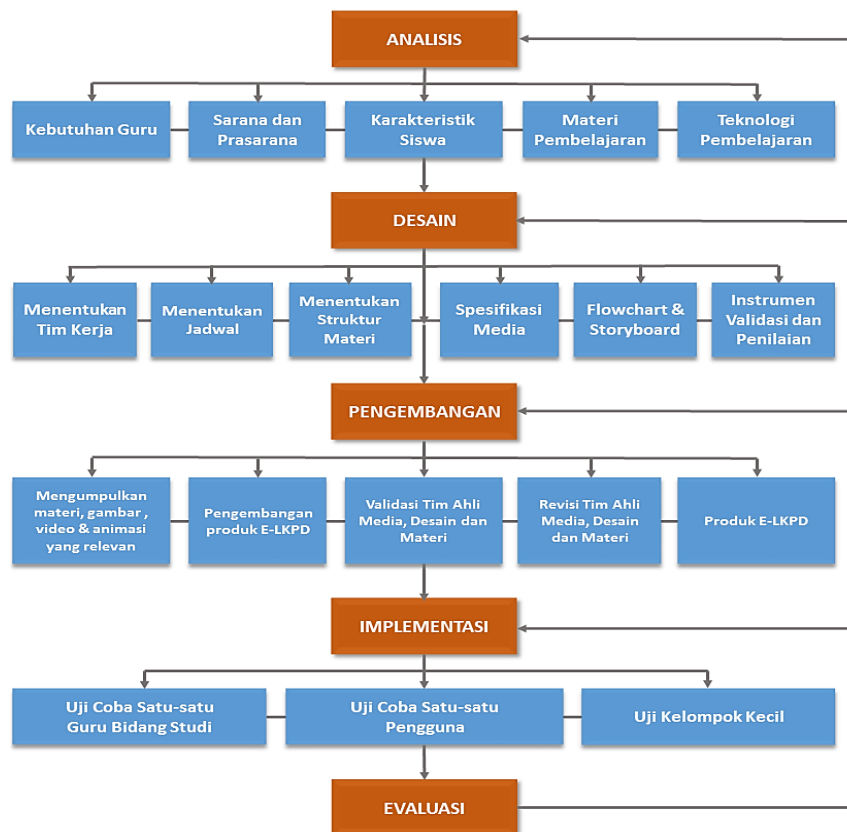 ANALISIS
Kebutuhan Guru
Sarana dan
Prasarana
Karakteristik
Siswa
Materi
Pembelajaran
Teknologi
Pembelajaran
DESAIN
Menentukan
Tim Kerja
Menentukan
Jadwal
Menentukan
Struktur
Materi
Spesifikasi
Media
Flowchart &
Storyboard
Instrumen
Validasi dan
Penilaian
PENGEMBANGAN
Mengumpulkan
materi, gambar ,
video & animasi
yang relevan
Pengembangan
produk E-LKPD
Validasi Tim Ahli
Media, Desain dan
Materi
Revisi Tim Ahli
Media, Desain
dan Materi
Produk E-LKPD
IMPLEMENTASI
Uji Coba Satu-satu
Guru Bidang Studi
Uji Coba Satu-satu
Pengguna
Uji Kelompok Kecil
EVALUASI